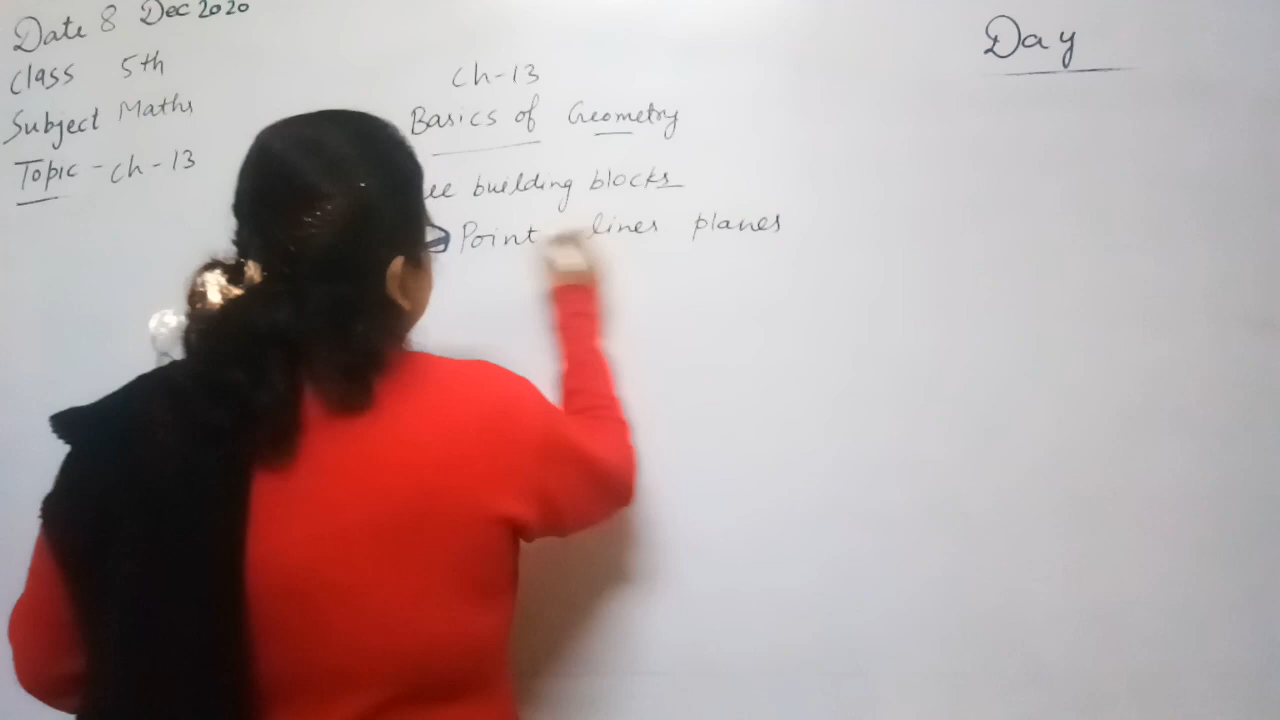 Date 8 Dec 2020
Class 5th
Subject Maths
Topic - Ch - 13
Ch-13
Basics of Geometry
building blocks
Point lines planes
Day